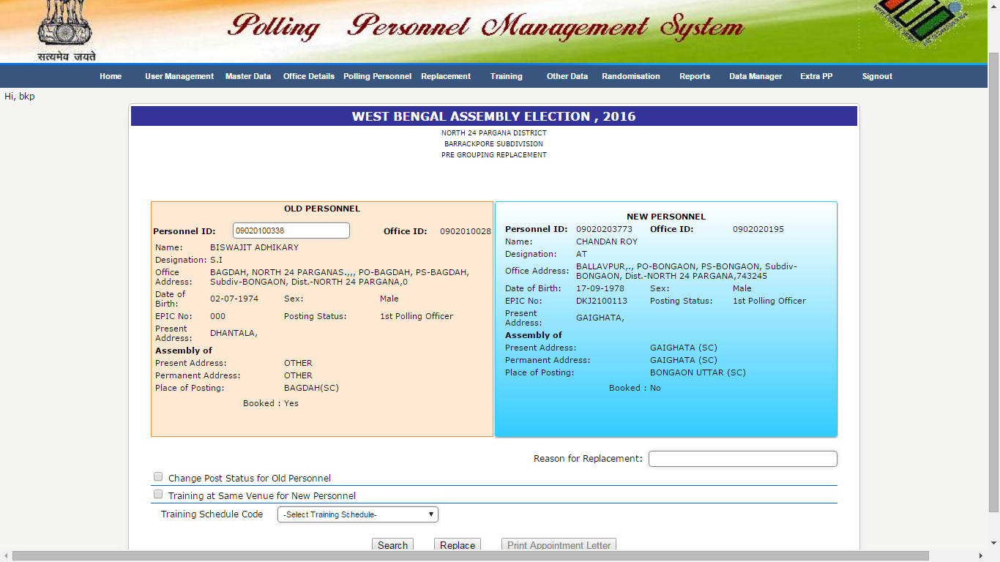 सत्यमेव जयते
Polling Personnel Management System
Home User Management Master Data Office Details Polling Personnel Replacement Training Other Data Randomisation Reports Data Manager Extra PP Signout
Hi, bkp
WEST BENGAL ASSEMBLY ELECTION , 2016
NORTH 24 PARGANA DISTRICT
BARRACKPORE SUBDIVISION
PRE GROUPING REPLACEMENT
OLD PERSONNEL
Personnel ID: 09020100338 Office ID: 0902010028
Name: BISWAJIT ADHIKARY
Designation: S.I
Office Address: BAGDAH, NORTH 24 PARGANAS.,,, PO-BAGDAH, PS-BAGDAH,
Subdiv-BONGAON, Dist.-NORTH 24 PARGANA,0
Date of Birth: 02-07-1974 Sex: Male
EPIC No: 000 Posting Status: 1st Polling Officer
Present Address: DHANTALA,
Assembly of
Present Address: OTHER
Permanent Address: OTHER
Place of Posting: BAGDAH(SC)
Booked : Yes
NEW PERSONNEL
Personnel ID: 09020203773 Office ID: 0902020195
Name: CHANDAN ROY
Designation: AT
Office Address: BALLAVPUR,., PO-BONGAON, PS-BONGAON, Subdiv-
BONGAON, Dist.-NORTH 24 PARGANA,743245
Date of Birth: 17-09-1978 Sex: Male
EPIC No: DKJ2100113 Posting Status: 1st Polling Officer
Present Address: GAIGHATA,
Assembly of
Present Address: GAIGHATA (SC)
Permanent Address: GAIGHATA (SC)
Place of Posting: BONGAON UTTAR (SC)
Booked : No
Reason for Replacement:
Change Post Status for Old Personnel
Training at Same Venue for New Personnel
Training Schedule Code -Select Training Schedule-
Search Replace Print Appointment Letter